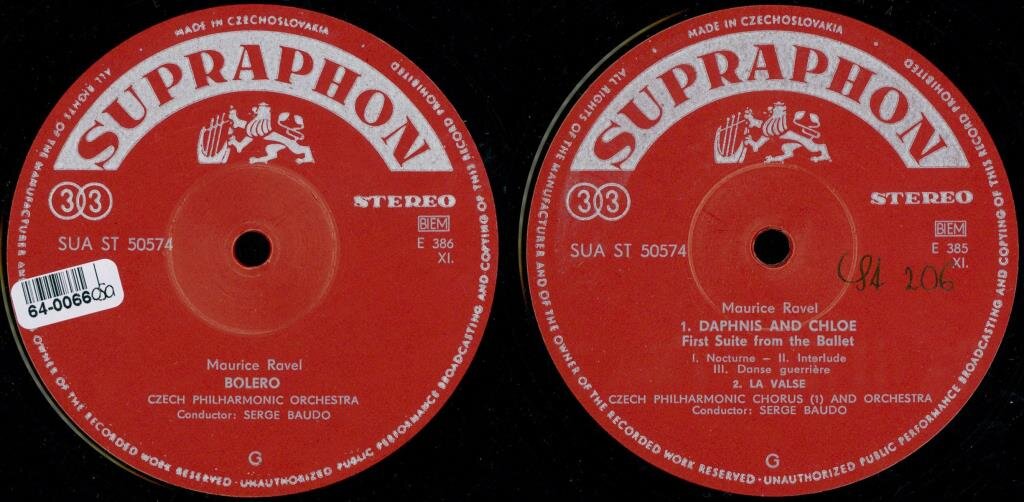 MADE IN CZECHOSLOVAKIA
SUPRAPHON
33
STEREO
BIEM
SUA ST 50574
E 386
XI.
64-0066
Maurice Ravel
BOLERO
CZECH PHILHARMONIC ORCHESTRA
Conductor: SERGE BAUDO
G
ALL RIGHTS OF THE MANUFACTURER AND OWNER OF THE RECORDED WORK RESERVED · UNAUTHORIZED PUBLIC PERFORMANCE BROADCASTING AND COPYING OF THIS RECORD PROHIBITED
MADE IN CZECHOSLOVAKIA
SUPRAPHON
33
STEREO
BIEM
SUA ST 50574
E 385
XI.
206
Maurice Ravel
1. DAPHNIS AND CHLOE
First Suite from the Ballet
I. Nocturne – II. Interlude
III. Danse guerrière
2. LA VALSE
CZECH PHILHARMONIC CHORUS (1) AND ORCHESTRA
Conductor: SERGE BAUDO
G
ALL RIGHTS OF THE MANUFACTURER AND OF THE OWNER OF THE RECORDED WORK RESERVED · UNAUTHORIZED PUBLIC PERFORMANCE BROADCASTING AND COPYING OF THIS RECORD PROHIBITED